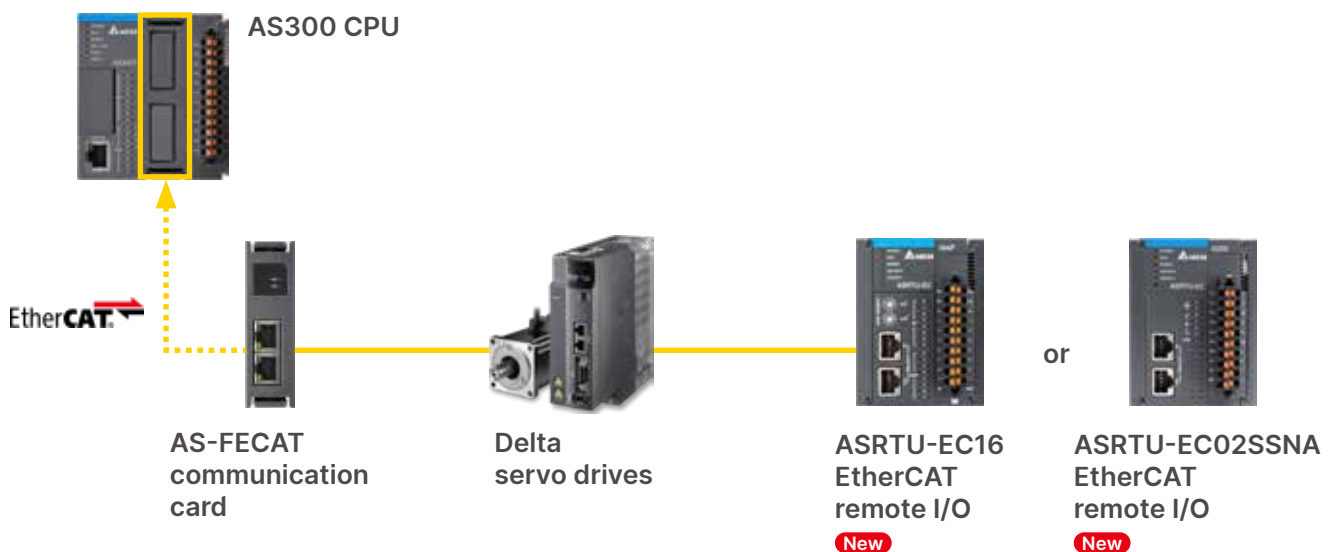 AS300 CPU
EtherCAT.
or
AS-FECAT
communication
card
Delta
servo drives
ASRTU-EC16
EtherCAT
remote I/O
New
ASRTU-EC02SSNA
EtherCAT
remote I/O
New